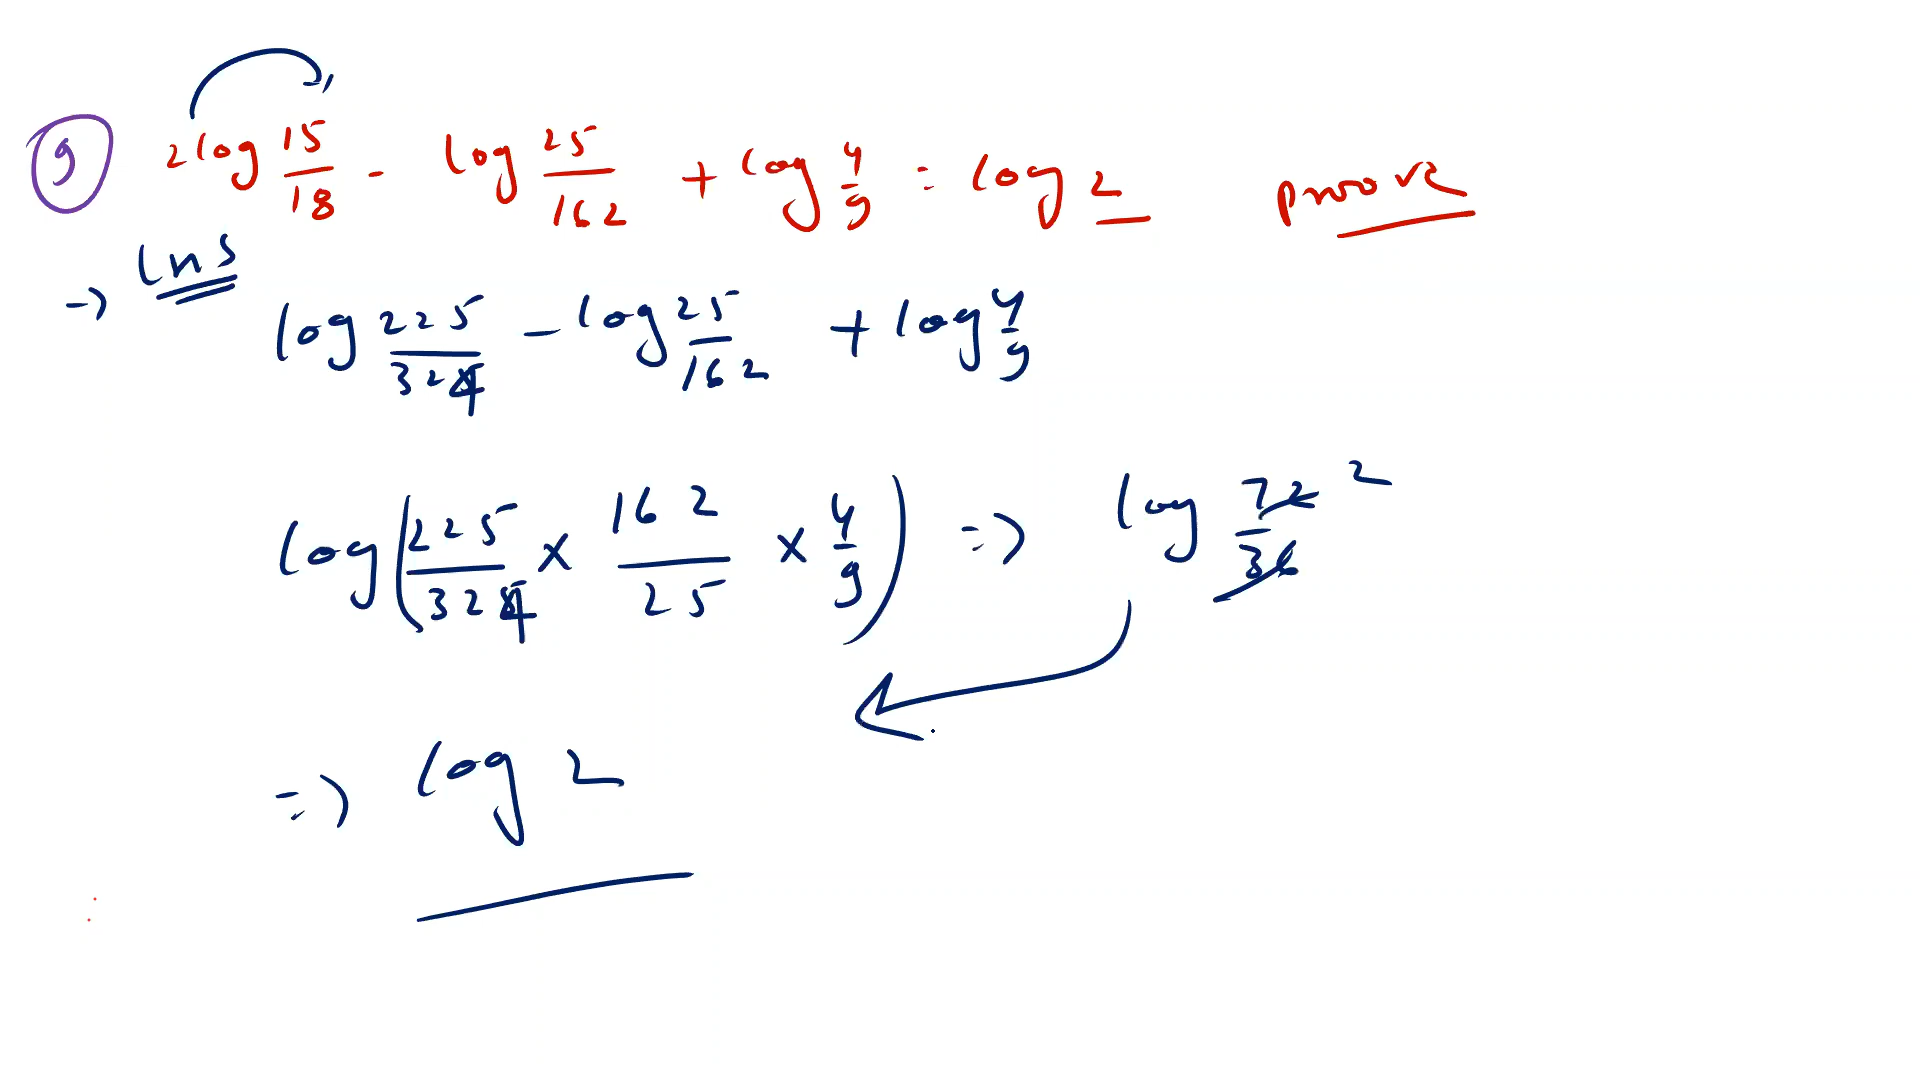 9 2log 15/18 - log 25/162 + log 4/9 = log 2 prove
→ LHS
log 225/324 - log 25/162 + log 4/9
log(225/324 × 162/25 × 4/9) ⇒ log 72/36 2
⇒ log 2